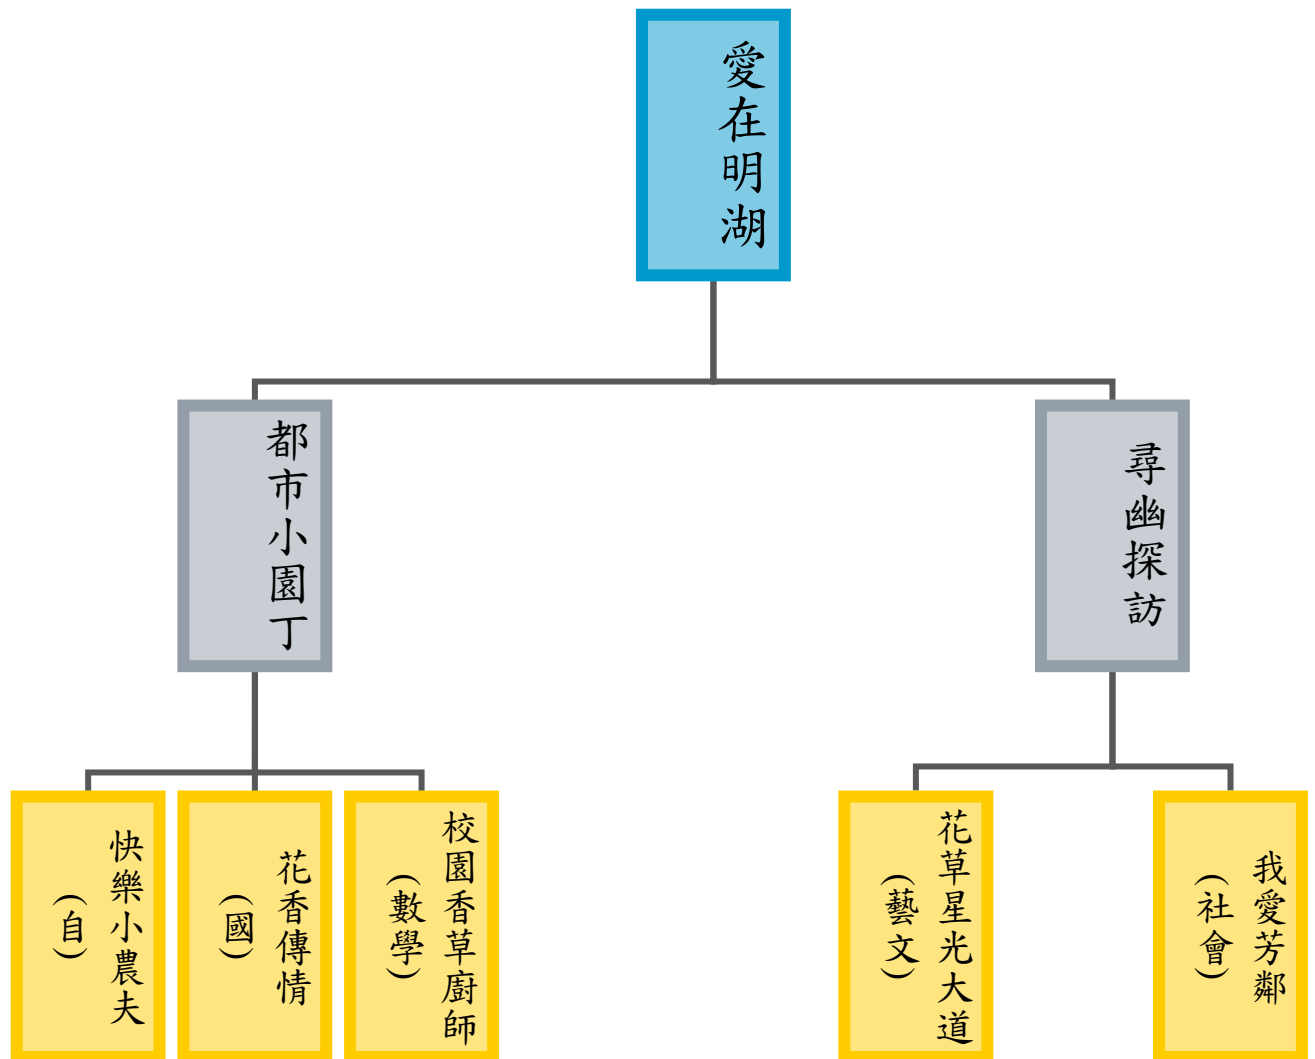 愛在明湖
都市小園丁
尋幽探訪
快樂小農夫
(自)
花香傳情
(國)
校園香草廚師
(數學)
花草星光大道
(藝文)
我愛芳鄰
(社會)